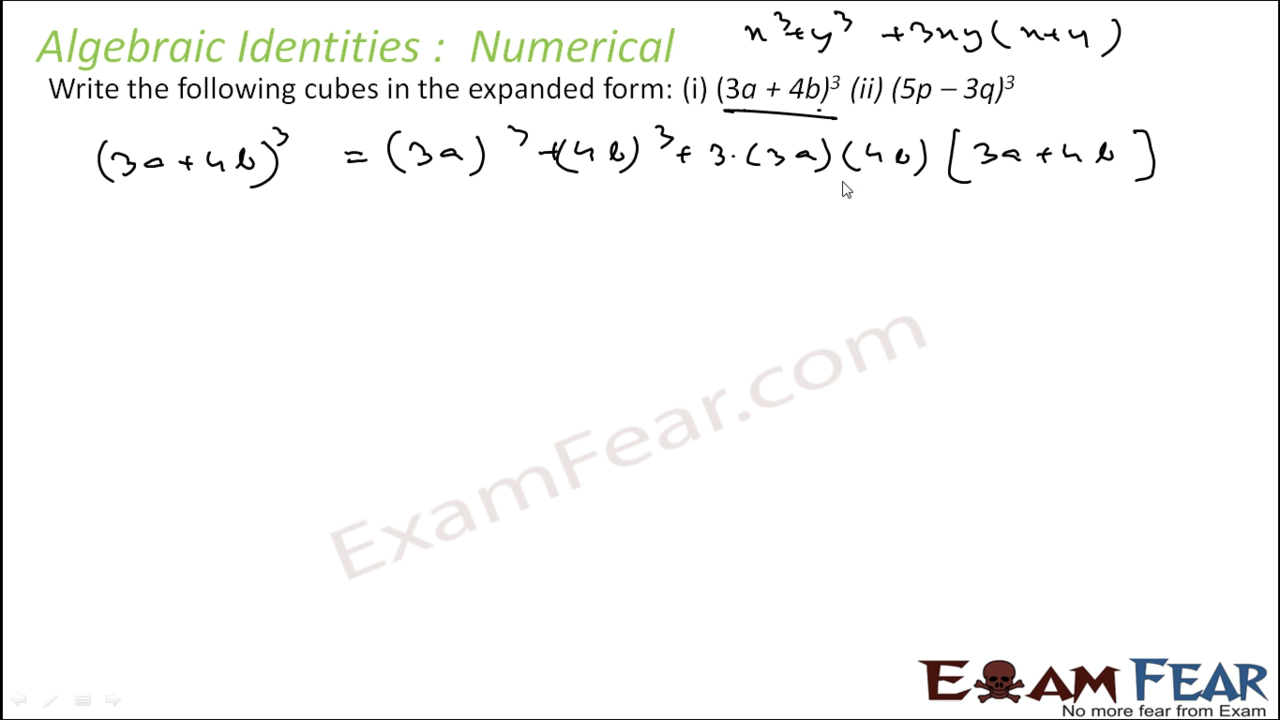 Algebraic Identities : Numerical
x³+y³ +3xy(x+y)
Write the following cubes in the expanded form: (i) (3a + 4b)³ (ii) (5p – 3q)³
(3a+4b)³ = (3a)³ +(4b)³ + 3·(3a)(4b) [3a+4b]
ExamFear.com
EXAM FEAR
No more fear from Exam